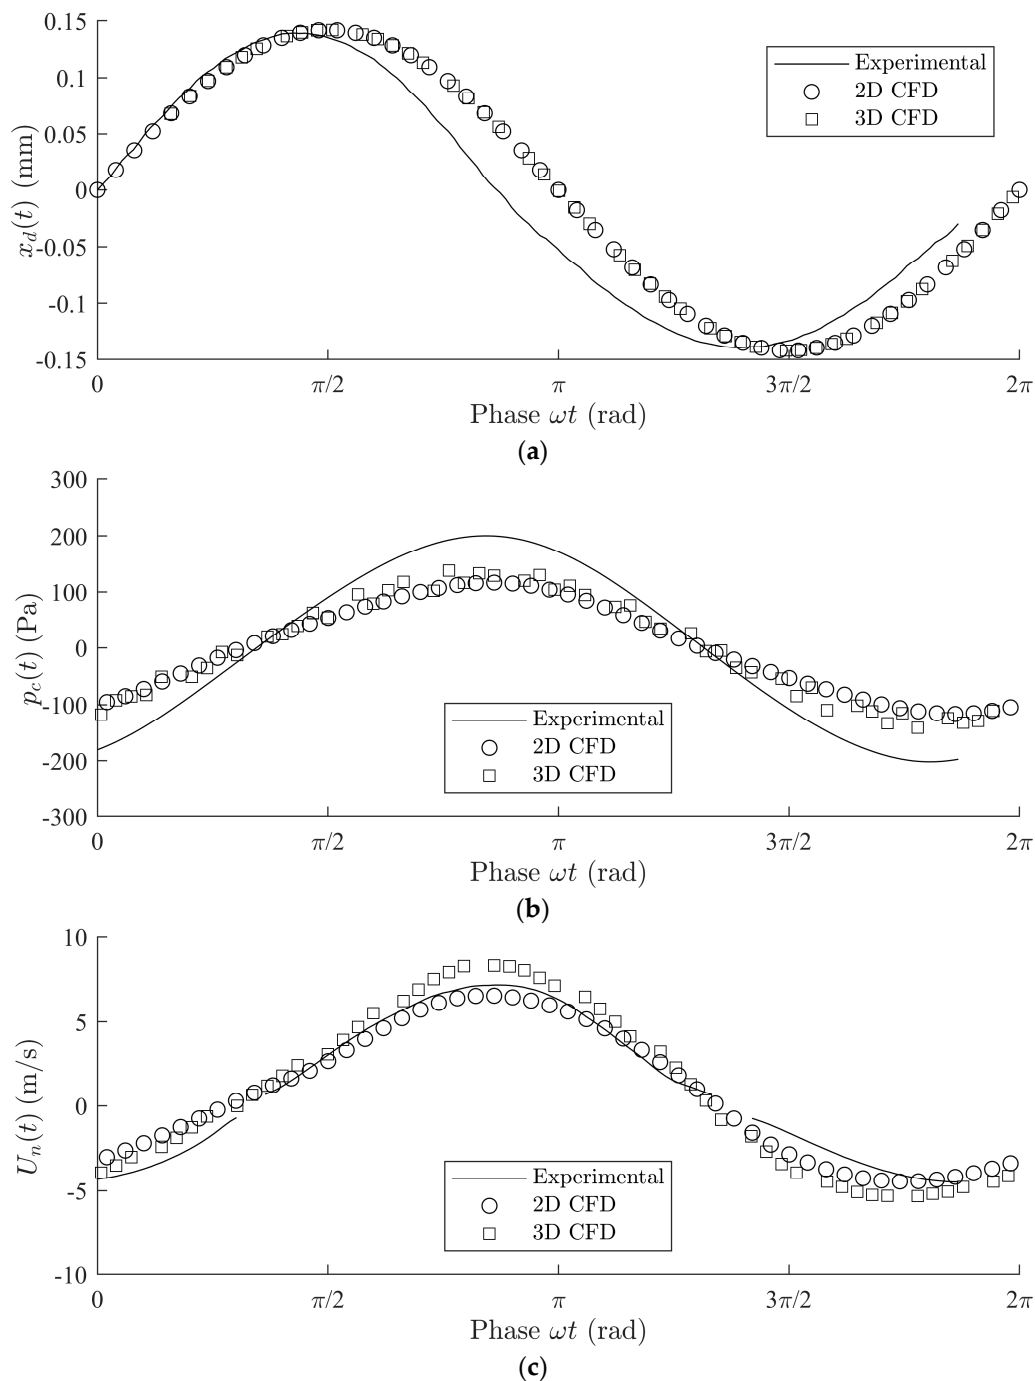 0.15
0.1
0.05
0
-0.05
-0.1
-0.15
x_d(t) (mm)
Experimental
2D CFD
3D CFD
0 π/2 π 3π/2 2π
Phase ωt (rad)
(a)
300
200
100
0
-100
-200
-300
p_c(t) (Pa)
Experimental
2D CFD
3D CFD
0 π/2 π 3π/2 2π
Phase ωt (rad)
(b)
10
5
0
-5
-10
U_n(t) (m/s)
Experimental
2D CFD
3D CFD
0 π/2 π 3π/2 2π
Phase ωt (rad)
(c)